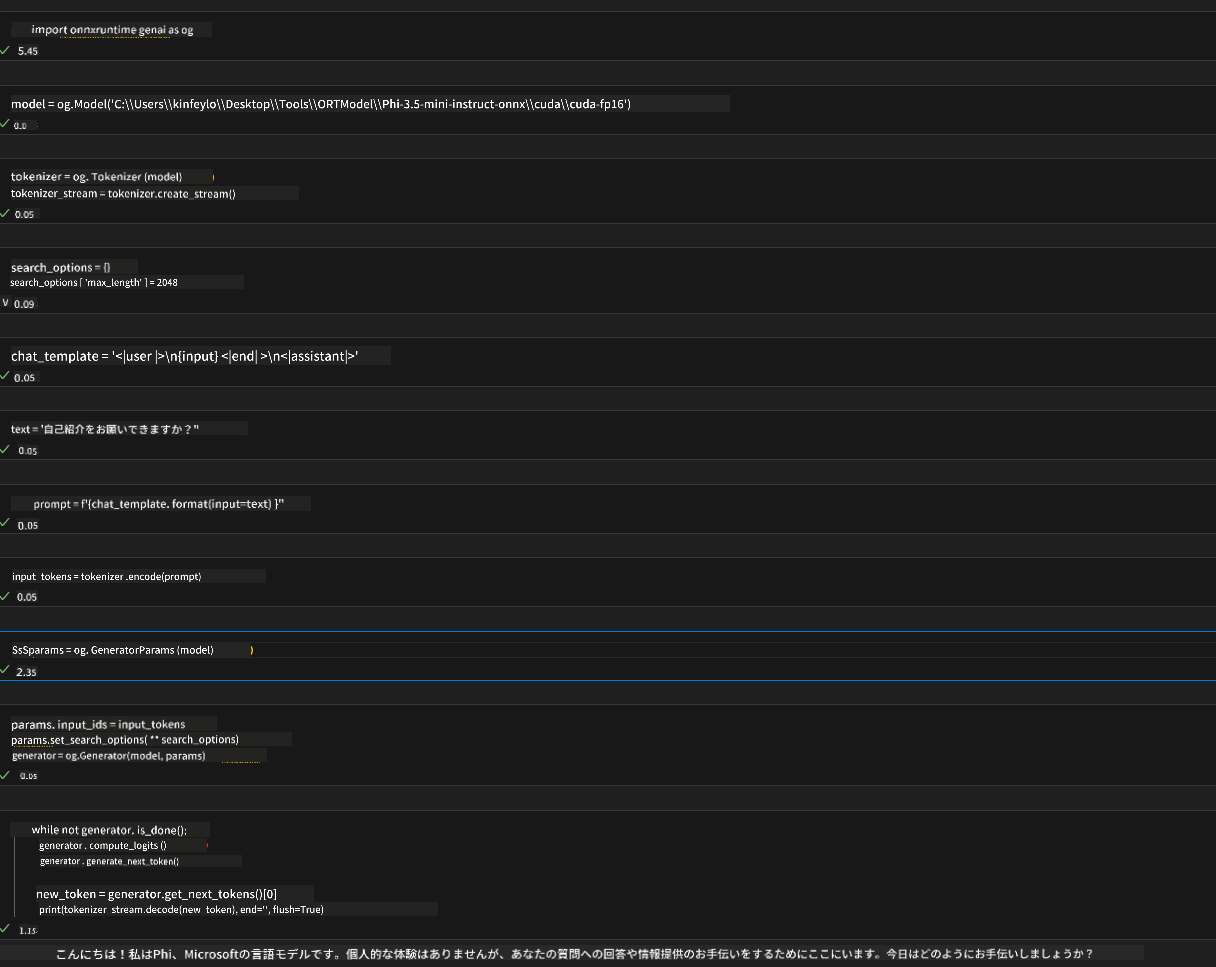 import onnxruntime genai as og
5.45
model = og.Model('C:\\Users\\kinfeylo\\Desktop\\Tools\\ORTModel\\Phi-3.5-mini-instruct-onnx\\cuda\\cuda-fp16')
0.0
tokenizer = og. Tokenizer (model) )
tokenizer_stream = tokenizer.create_stream()
0.05
search_options = {}
search_options [ 'max_length' ] = 2048
V 0.09
chat_template = '<|user |>\n{input} <|end| >\n<|assistant|>'
0.05
text = '自己紹介をお願いできますか？"
0.05
prompt = f'{chat_template. format(input=text) }"
0.05
input_tokens = tokenizer .encode(prompt)
0.05
SsSparams = og. GeneratorParams (model) )
2.35
params. input_ids = input_tokens
params.set_search_options( ** search_options)
generator = og.Generator(model, params)
0.05
while not generator. is_done();
generator . compute_logits ()
generator . generate_next_token()
new_token = generator.get_next_tokens()[0]
print(tokenizer_stream.decode(new_token), end='', flush=True)
1.15
こんにちは！私はPhi、Microsoftの言語モデルです。個人的な体験はありませんが、あなたの質問への回答や情報提供のお手伝いをするためにここにいます。今日はどのようにお手伝いしましょうか？